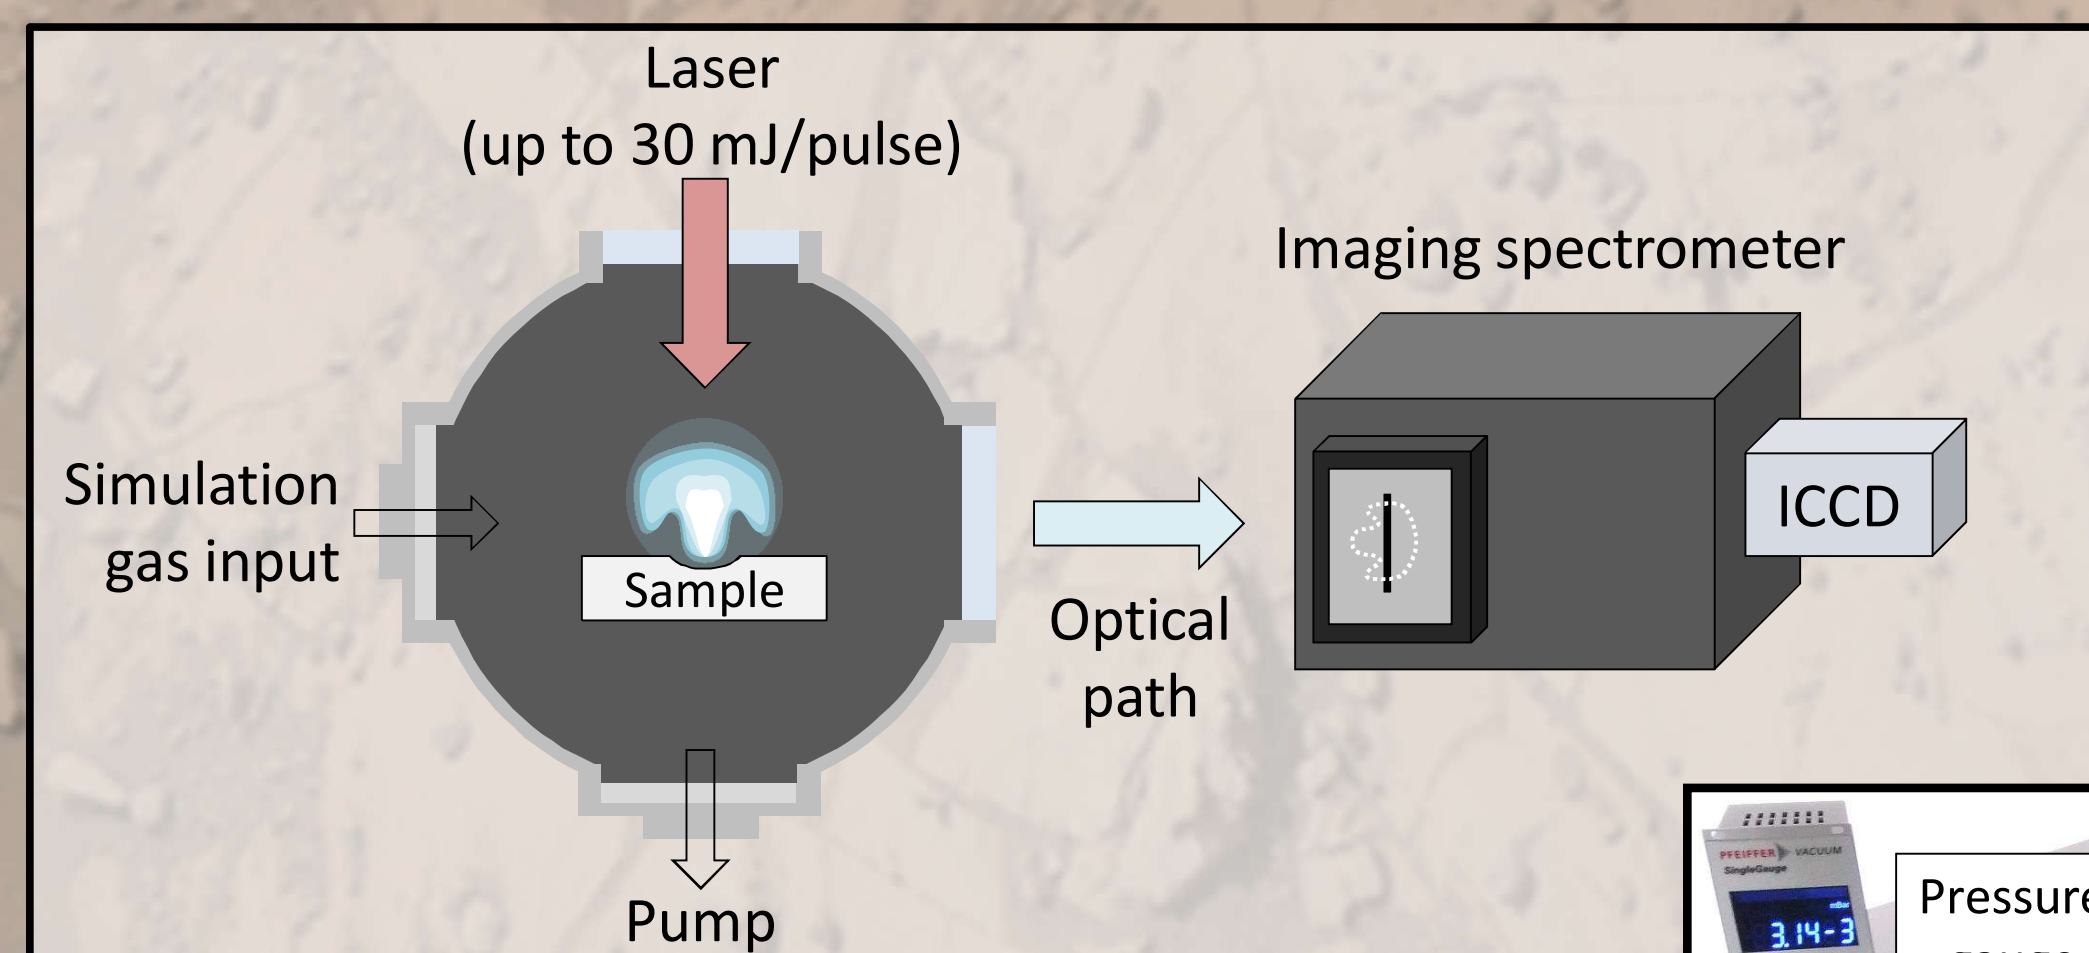 Laser
(up to 30 mJ/pulse)
Imaging spectrometer
Simulation
gas input
Sample
ICCD
Optical
path
Pump
PFEIFFER VACUUM
SingleGauge
mBar
3.14-3
Pressure